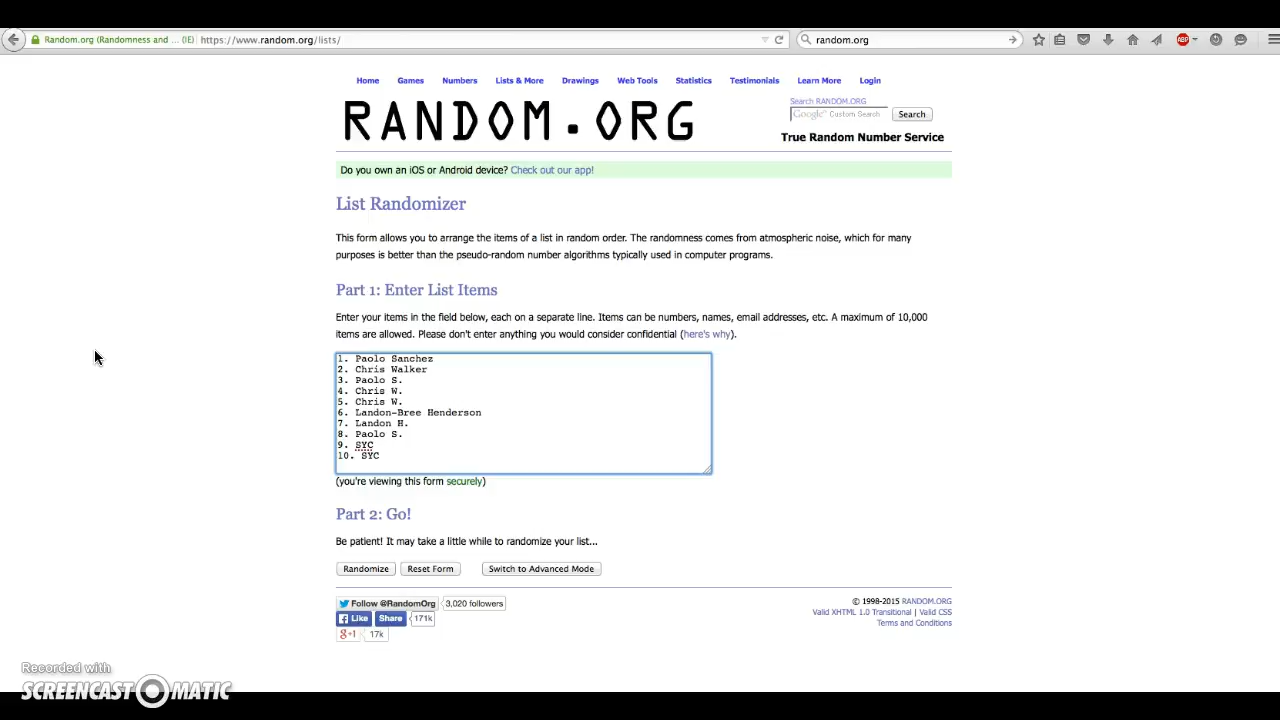 Random.org (Randomness and ... (IE) https://www.random.org/lists/ random.org ABP
Home Games Numbers Lists & More Drawings Web Tools Statistics Testimonials Learn More Login
RANDOM.ORG
Search RANDOM.ORG
Google™ Custom Search Search
True Random Number Service
Do you own an iOS or Android device? Check out our app!
List Randomizer
This form allows you to arrange the items of a list in random order. The randomness comes from atmospheric noise, which for many
purposes is better than the pseudo-random number algorithms typically used in computer programs.
Part 1: Enter List Items
Enter your items in the field below, each on a separate line. Items can be numbers, names, email addresses, etc. A maximum of 10,000
items are allowed. Please don't enter anything you would consider confidential (here's why).
1. Paolo Sanchez
2. Chris Walker
3. Paolo S.
4. Chris W.
5. Chris W.
6. Landon-Bree Henderson
7. Landon H.
8. Paolo S.
9. SYC
10. SYC
(you're viewing this form securely)
Part 2: Go!
Be patient! It may take a little while to randomize your list...
Randomize Reset Form Switch to Advanced Mode
Follow @RandomOrg 3,020 followers
Like Share 171k
g+1 17k
© 1998-2015 RANDOM.ORG
Valid XHTML 1.0 Transitional | Valid CSS
Terms and Conditions
Recorded with
SCREENCAST-O-MATIC